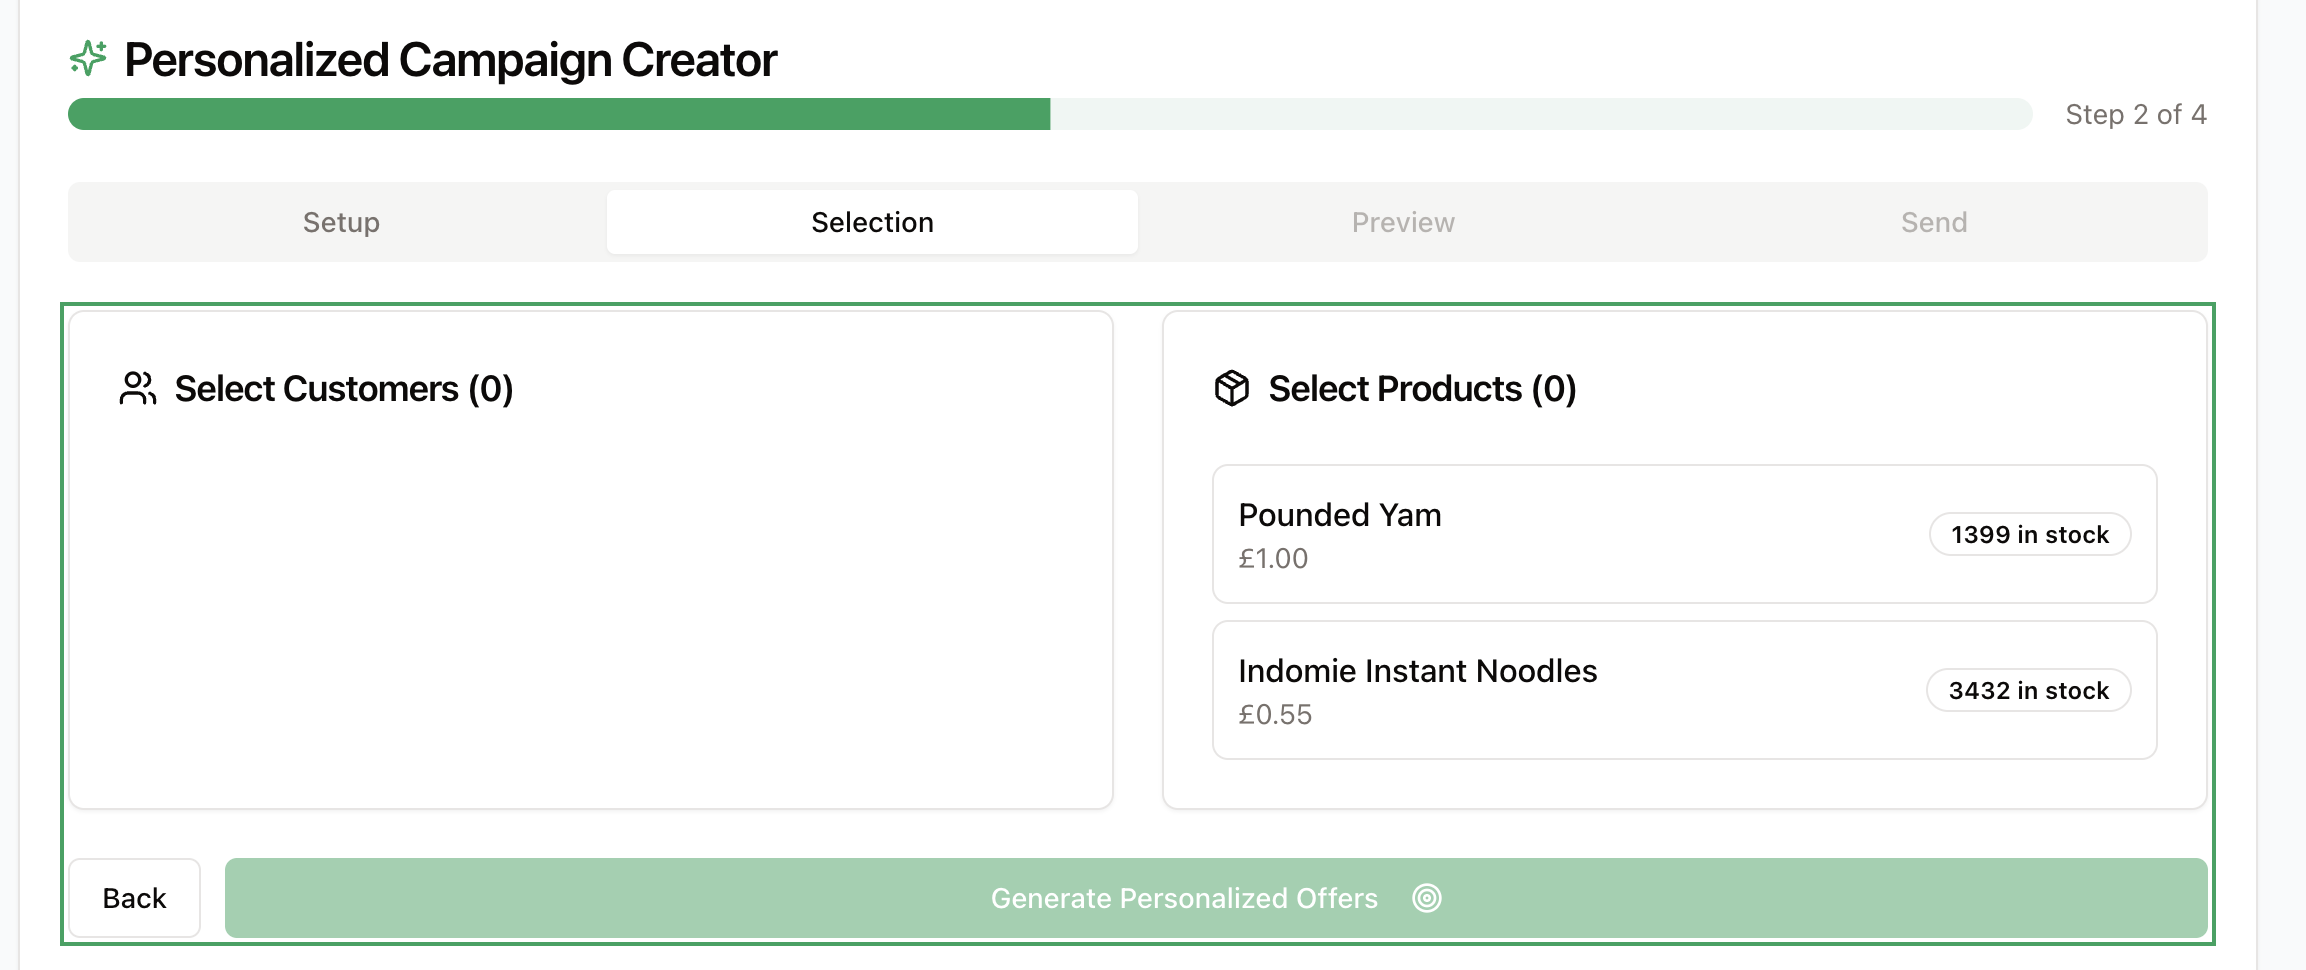 Personalized Campaign Creator
Step 2 of 4
Setup
Selection
Preview
Send
Select Customers (0)
Select Products (0)
Pounded Yam
£1.00
1399 in stock
Indomie Instant Noodles
£0.55
3432 in stock
Back
Generate Personalized Offers